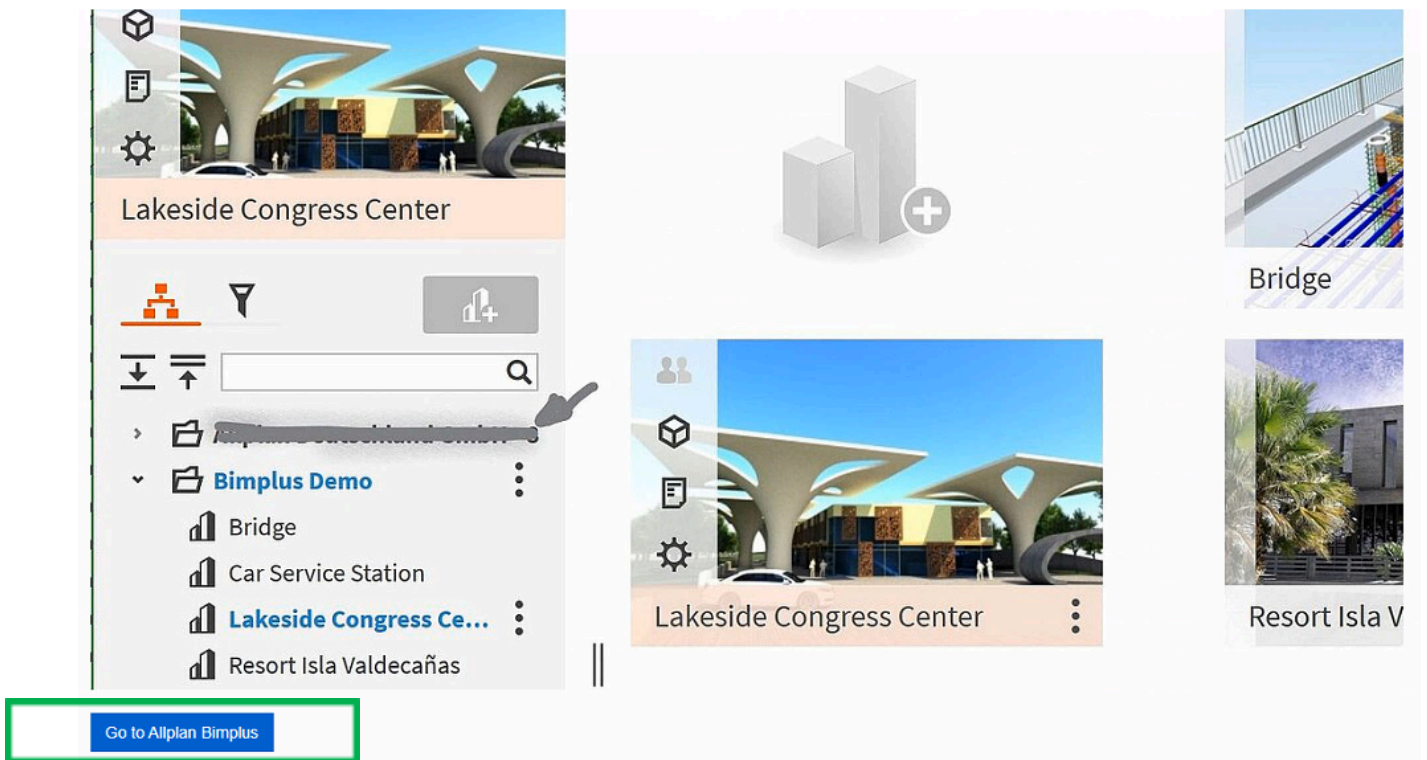 Lakeside Congress Center
Bridge
Bimplus Demo
Bridge
Car Service Station
Lakeside Congress Ce...
Lakeside Congress Center
Resort Isla V
Resort Isla Valdecañas
Go to Allplan Bimplus